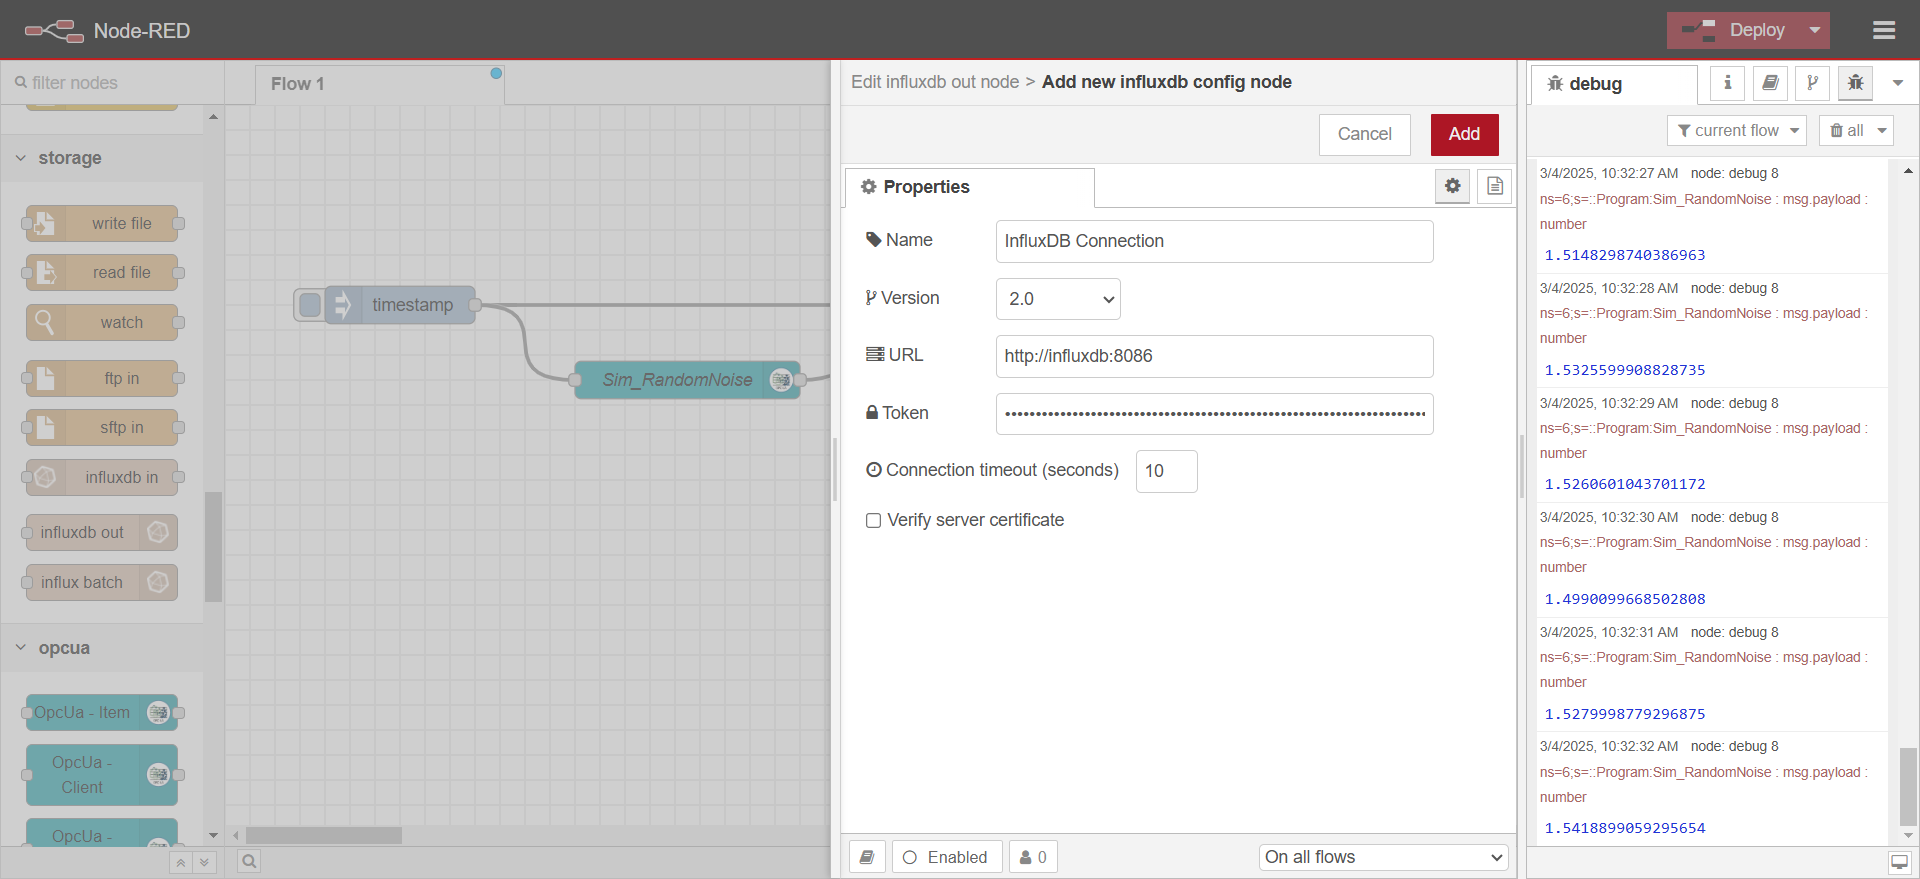 Node-RED
Deploy
filter nodes
storage
write file
read file
watch
ftp in
sftp in
influxdb in
influxdb out
influx batch
opcua
OpcUa - Item
OpcUa -
Client
OpcUa -
Flow 1
timestamp
Sim_RandomNoise
Edit influxdb out node > Add new influxdb config node
Cancel
Add
Properties
Name
InfluxDB Connection
Version
2.0
URL
http://influxdb:8086
Token
Connection timeout (seconds)
10
Verify server certificate
Enabled
0
On all flows
debug
current flow
all
3/4/2025, 10:32:27 AM node: debug 8
ns=6;s=::Program:Sim_RandomNoise : msg.payload :
number
1.5148298740386963
3/4/2025, 10:32:28 AM node: debug 8
ns=6;s=::Program:Sim_RandomNoise : msg.payload :
number
1.5325599908828735
3/4/2025, 10:32:29 AM node: debug 8
ns=6;s=::Program:Sim_RandomNoise : msg.payload :
number
1.5260601043701172
3/4/2025, 10:32:30 AM node: debug 8
ns=6;s=::Program:Sim_RandomNoise : msg.payload :
number
1.4990099668502808
3/4/2025, 10:32:31 AM node: debug 8
ns=6;s=::Program:Sim_RandomNoise : msg.payload :
number
1.5279998779296875
3/4/2025, 10:32:32 AM node: debug 8
ns=6;s=::Program:Sim_RandomNoise : msg.payload :
number
1.5418899059295654